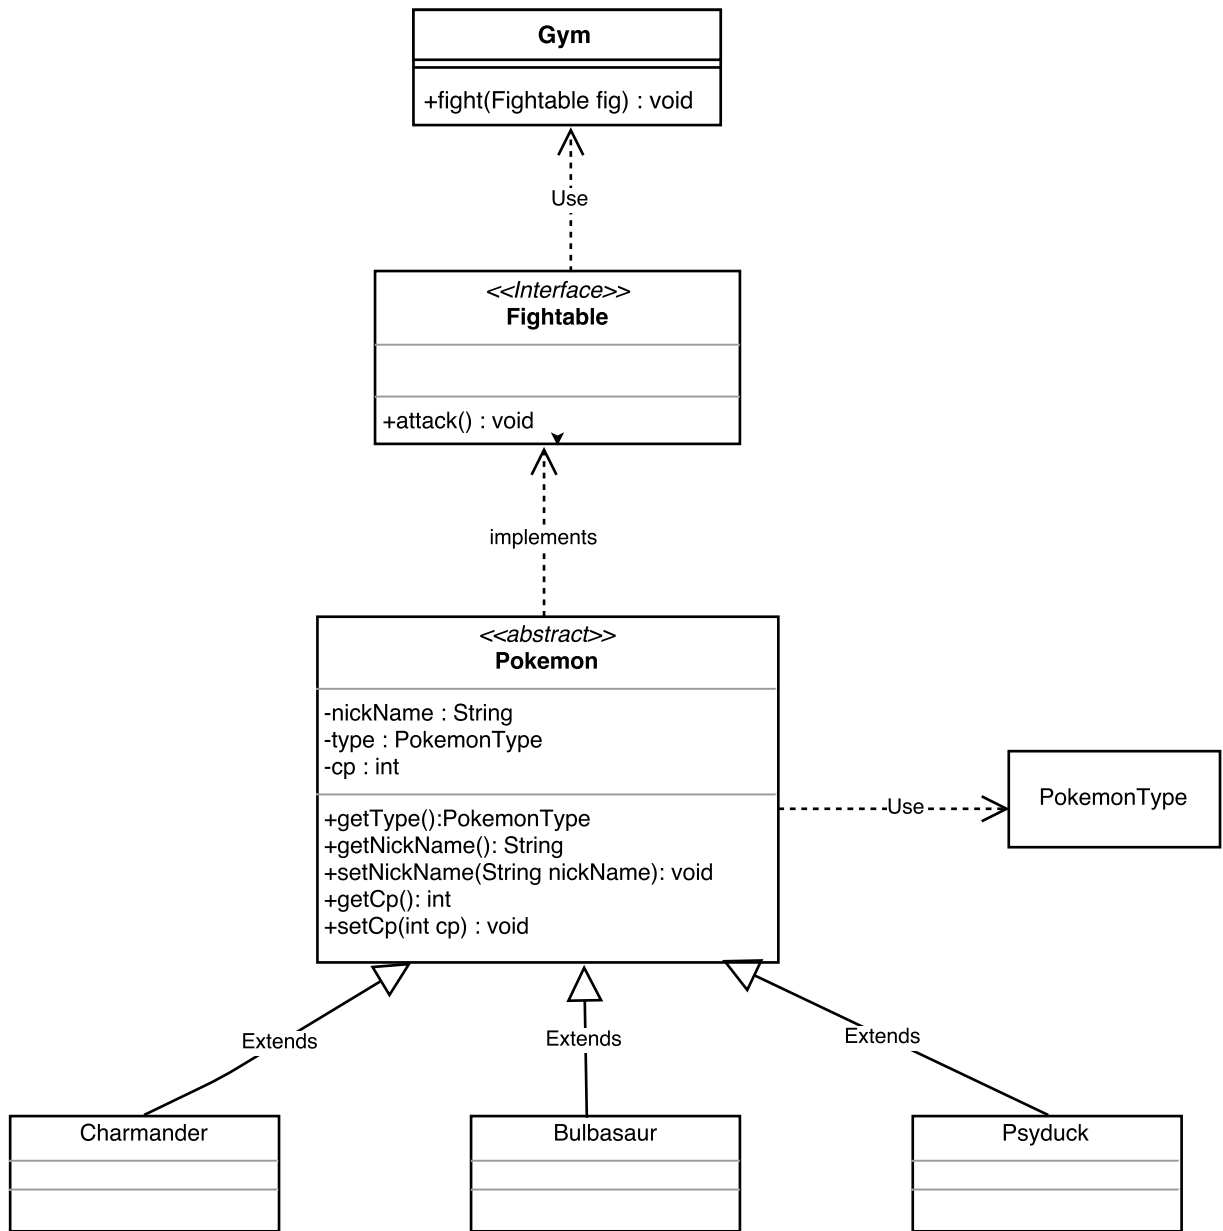 Gym
+fight(Fightable fig) : void
Use
<<Interface>>
Fightable
+attack() : void
implements
<<abstract>>
Pokemon
-nickName : String
-type : PokemonType
-cp : int
+getType():PokemonType
+getNickName(): String
+setNickName(String nickName): void
+getCp(): int
+setCp(int cp) : void
Use
PokemonType
Extends
Extends
Extends
Charmander
Bulbasaur
Psyduck